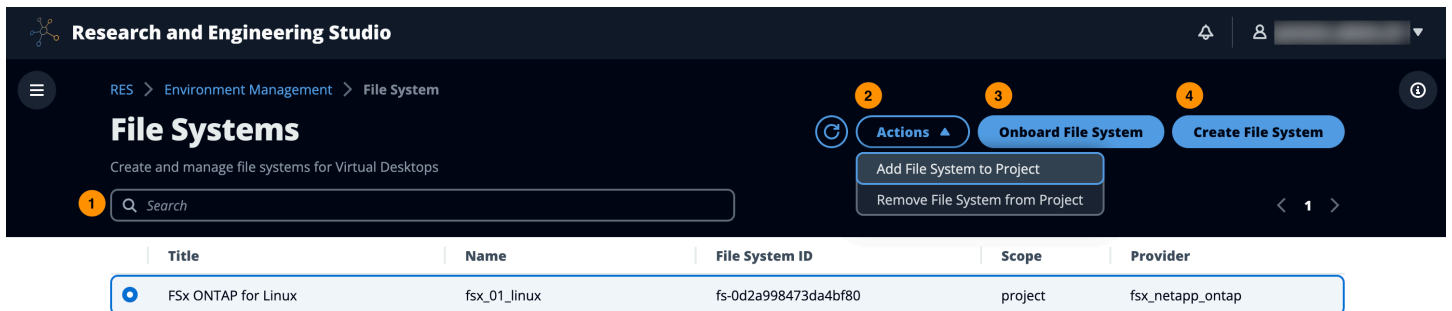 Research and Engineering Studio
RES > Environment Management > File System
2 3 4
File Systems
Actions Onboard File System Create File System
Create and manage file systems for Virtual Desktops
Add File System to Project
1 Search
Remove File System from Project
< 1 >
Title Name File System ID Scope Provider
FSx ONTAP for Linux fsx_01_linux fs-0d2a998473da4bf80 project fsx_netapp_ontap